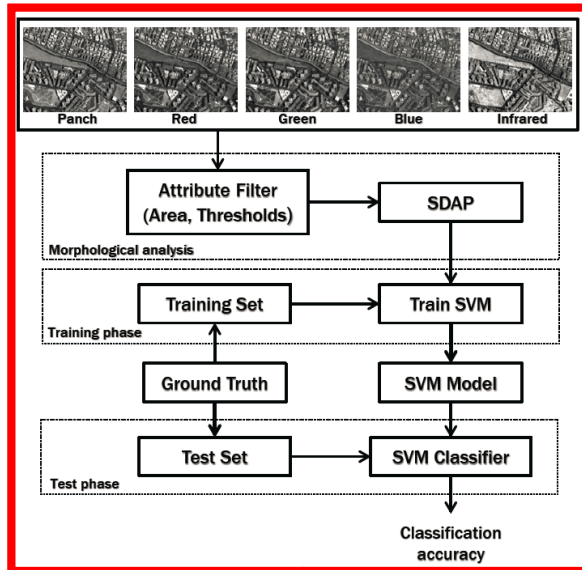 Panch
Red
Green
Blue
Infrared
Attribute Filter
(Area, Thresholds)
SDAP
Morphological analysis
Training Set
Train SVM
Training phase
Ground Truth
SVM Model
Test Set
SVM Classifier
Test phase
Classification
accuracy